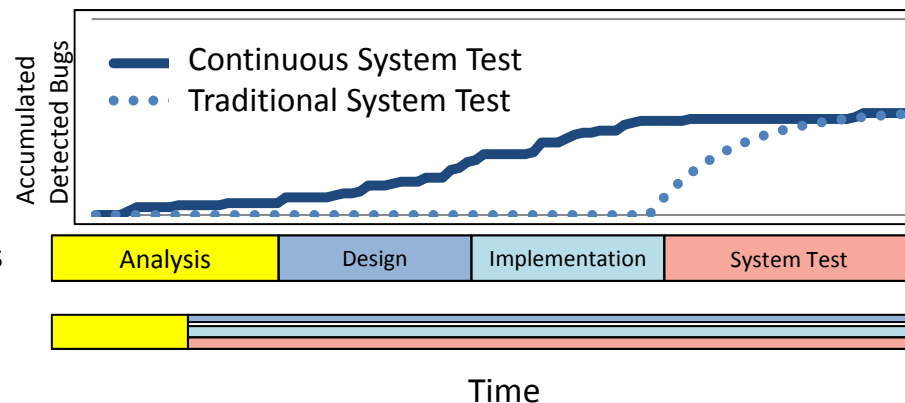 Accumulated
Detected Bugs
Continuous System Test
Traditional System Test
s
Analysis
Design
Implementation
System Test
Time